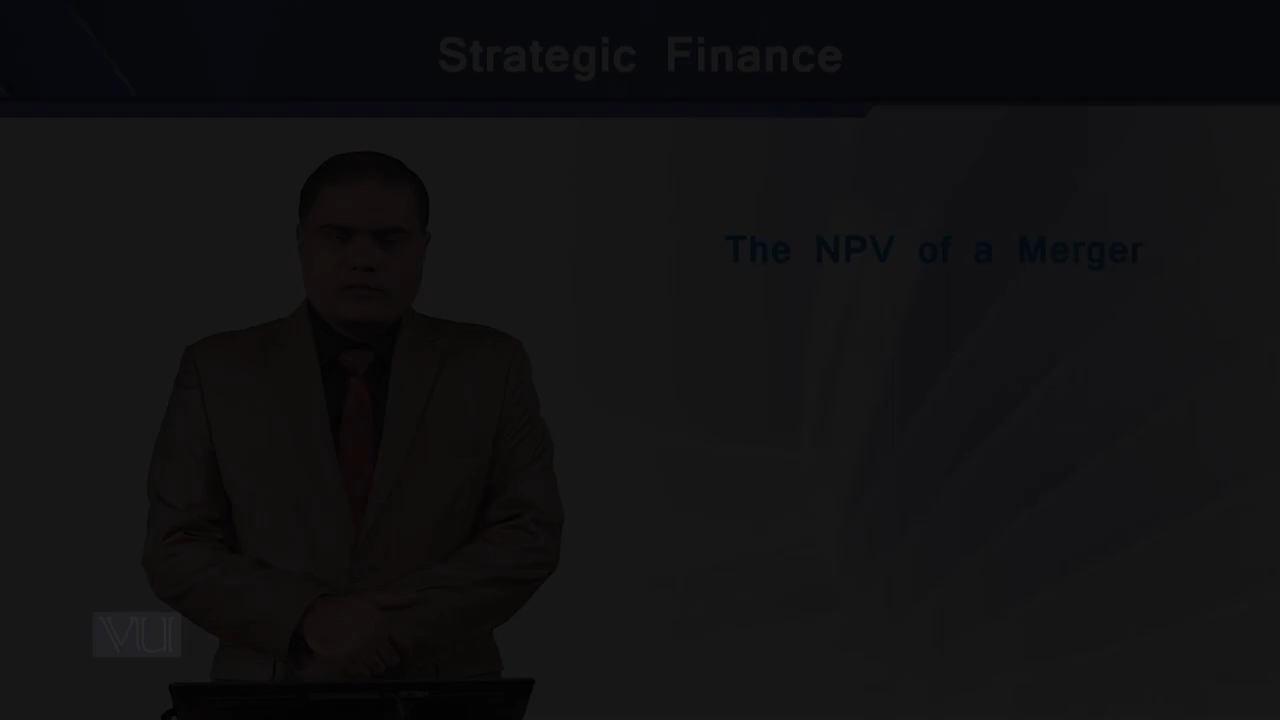 Strategic Finance
The NPV of a Merger
VU